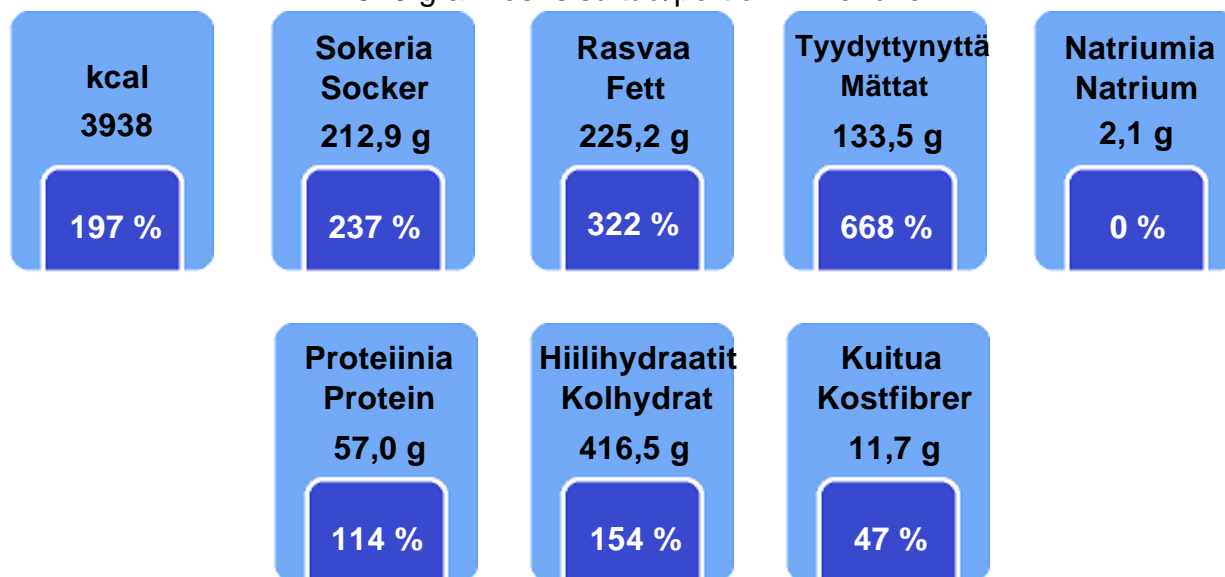 kcal
3938
197 %
Sokeria
Socker
212,9 g
237 %
Rasvaa
Fett
225,2 g
322 %
Tyydyttynyttä
Mättat
133,5 g
668 %
Natriumia
Natrium
2,1 g
0 %
Proteiinia
Protein
57,0 g
114 %
Hiilihydraatit
Kolhydrat
416,5 g
154 %
Kuitua
Kostfibrer
11,7 g
47 %